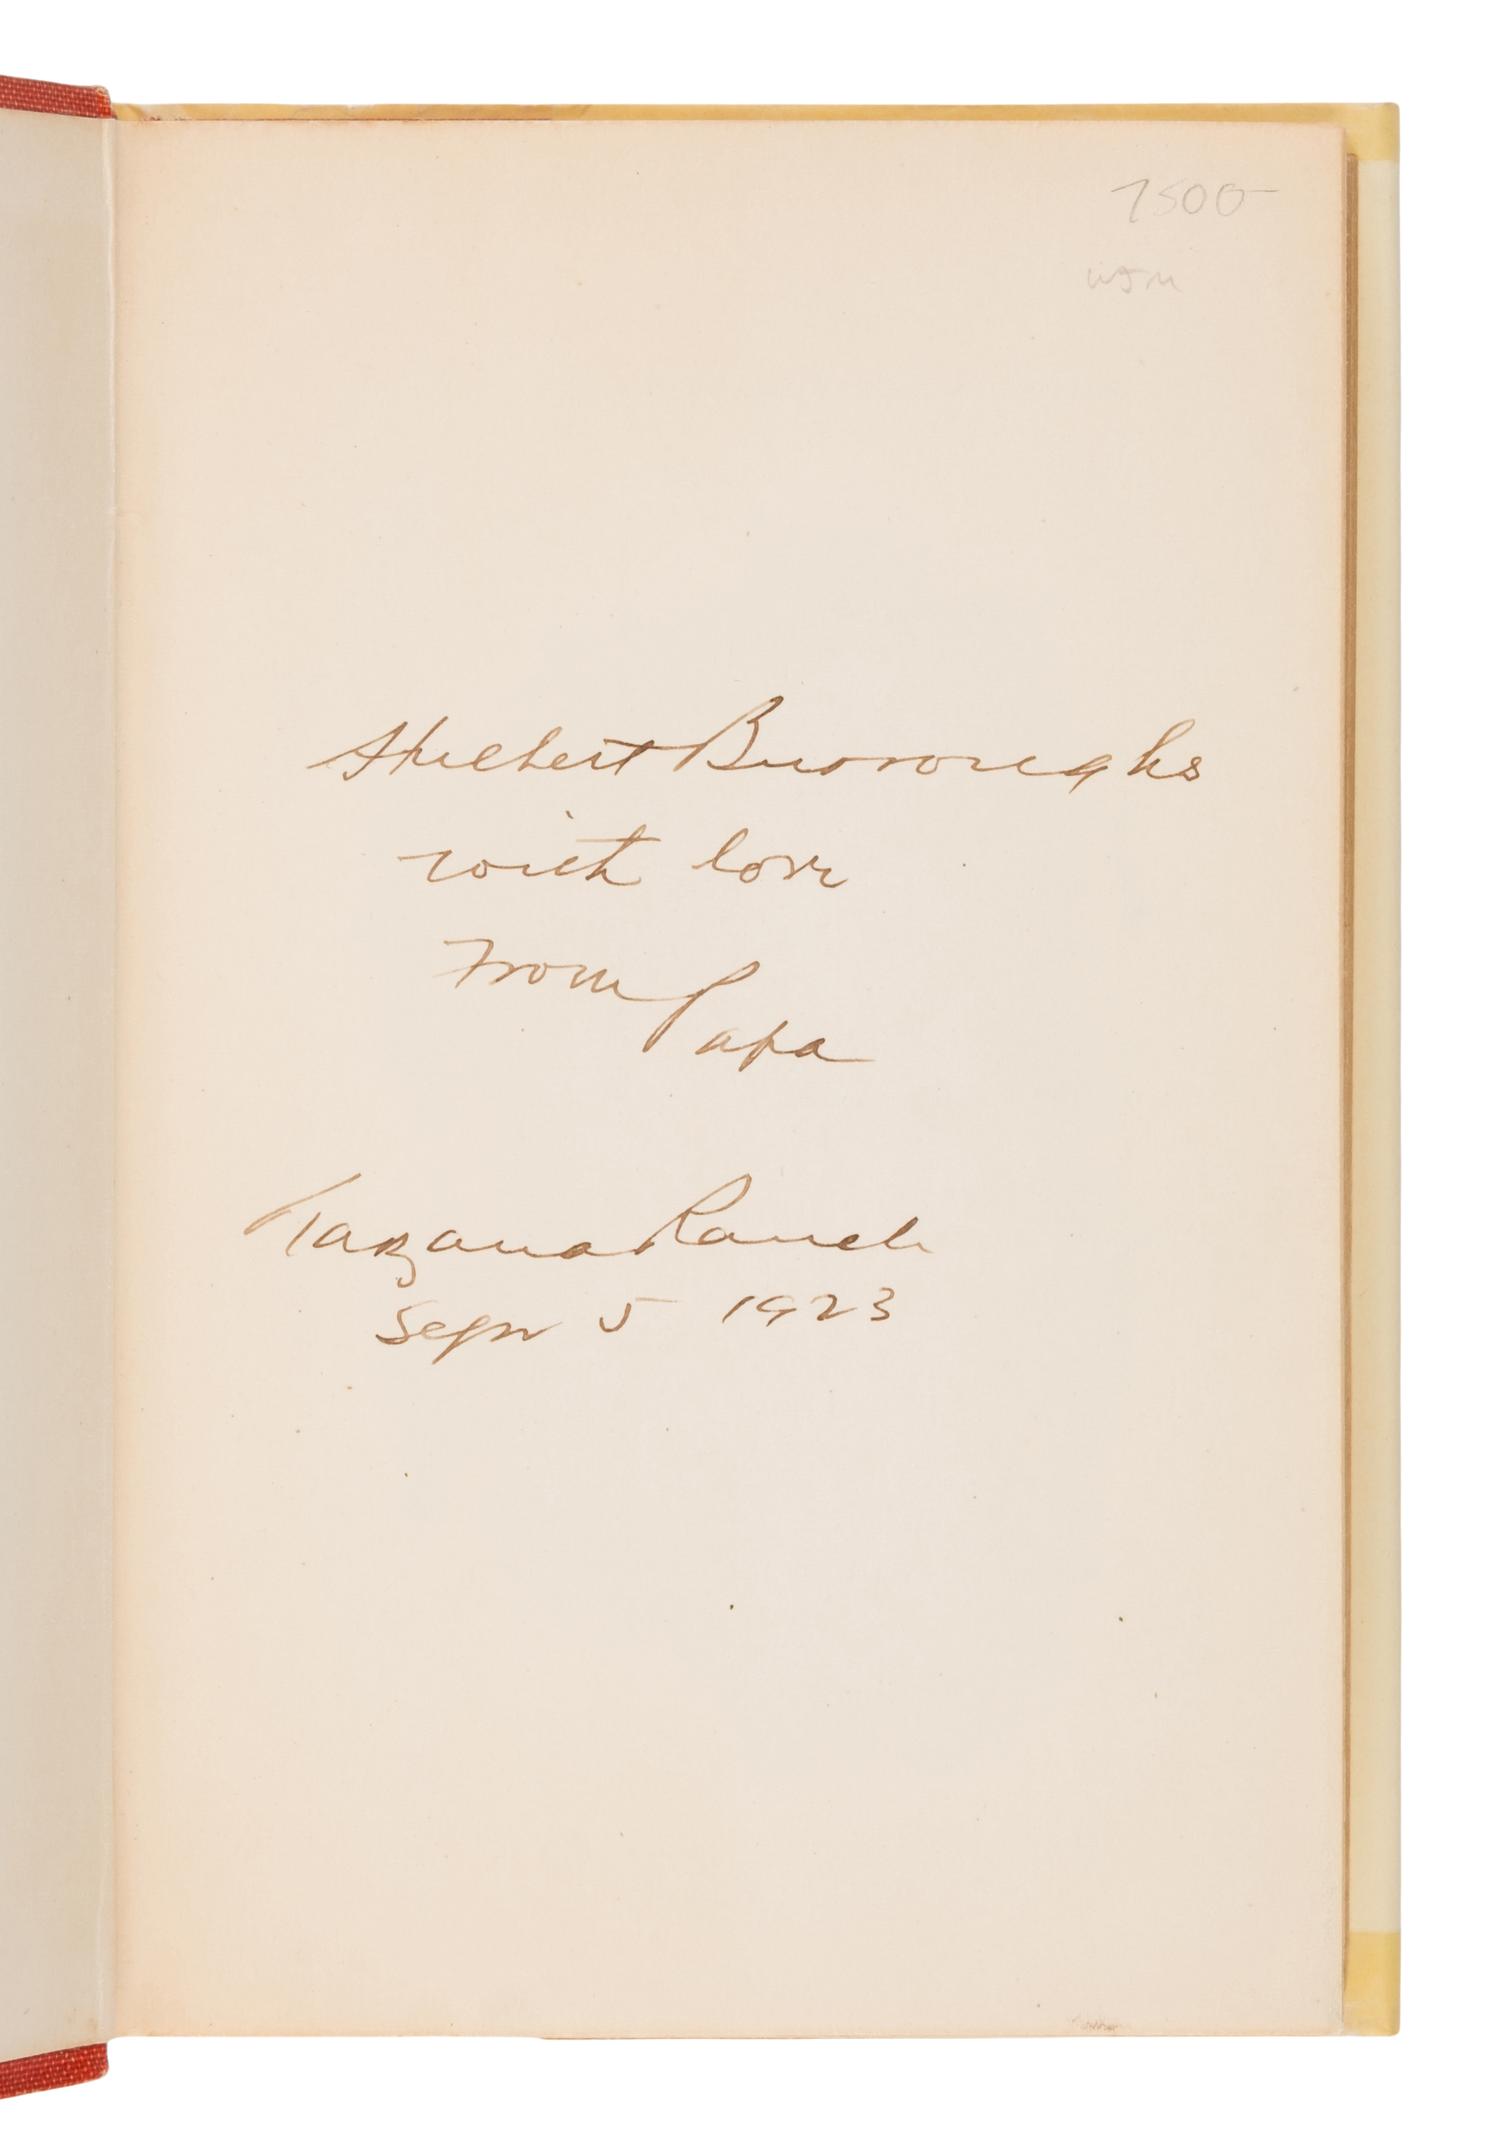 7500-
Hulbert Burroughs
with love
From Papa
Tarzana Ranch
Sept 5 1923